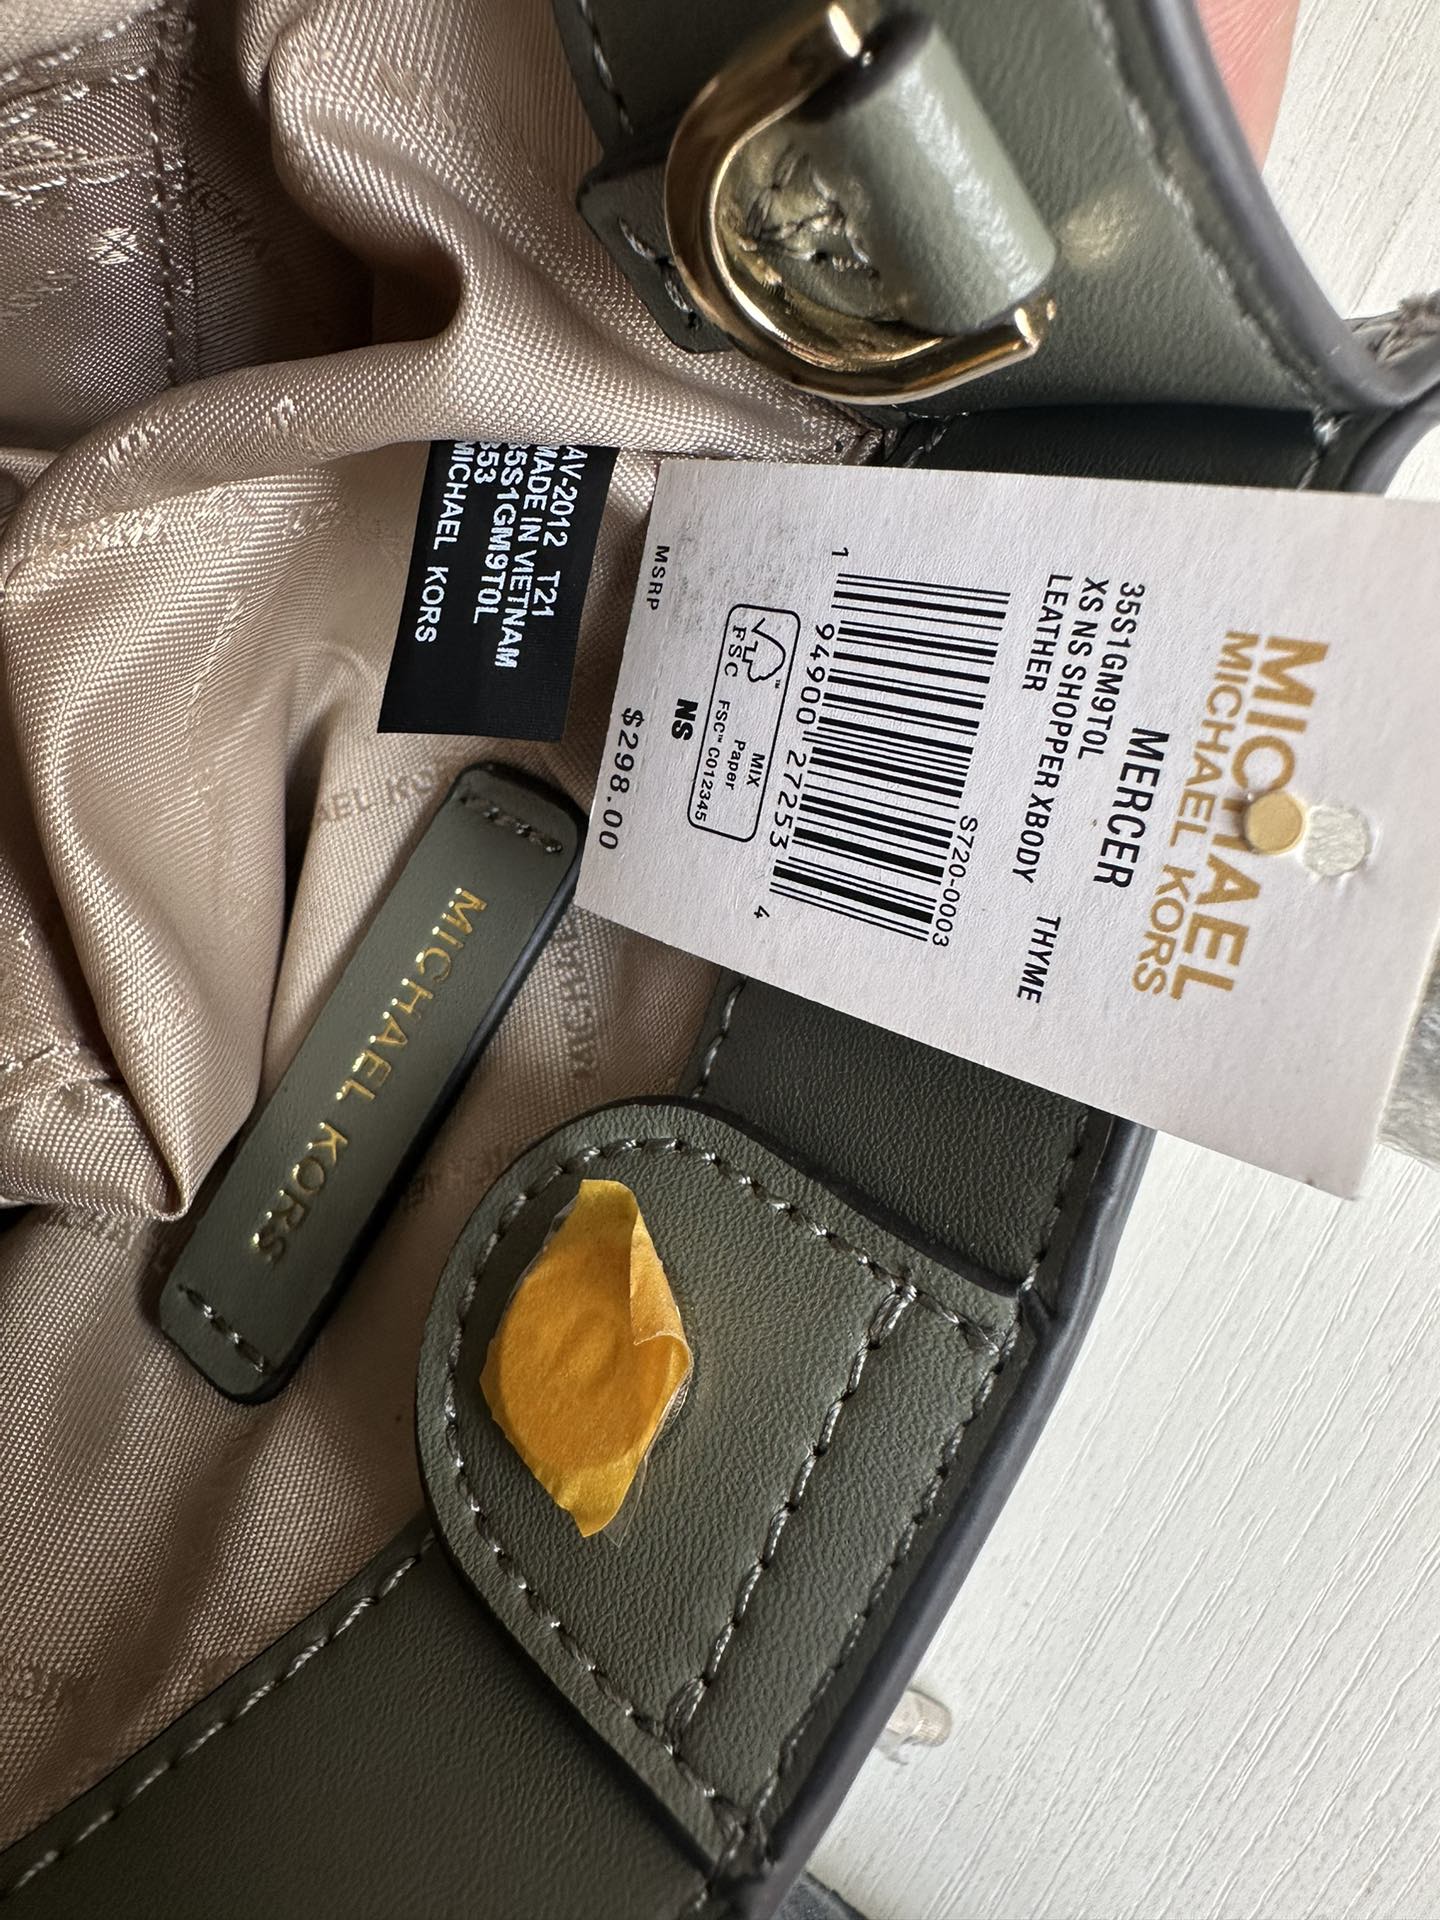 MICHAEL
MICHAEL KORS
MERCER
35S1GM9T0L
XS NS SHOPPER XBODY
LEATHER THYME
S720-0003
1 94900 27253 4
FSC
MIX
Paper
FSC™ C012345
NS
MSRP $298.00
AV-2012 T21
MADE IN VIETNAM
35S1GM9T0L
353
MICHAEL KORS
MICHAEL KORS